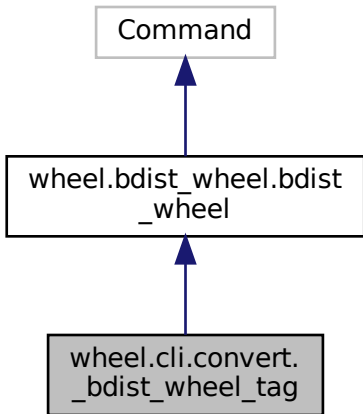 Command
wheel.bdist_wheel.bdist
_wheel
wheel.cli.convert.
_bdist_wheel_tag